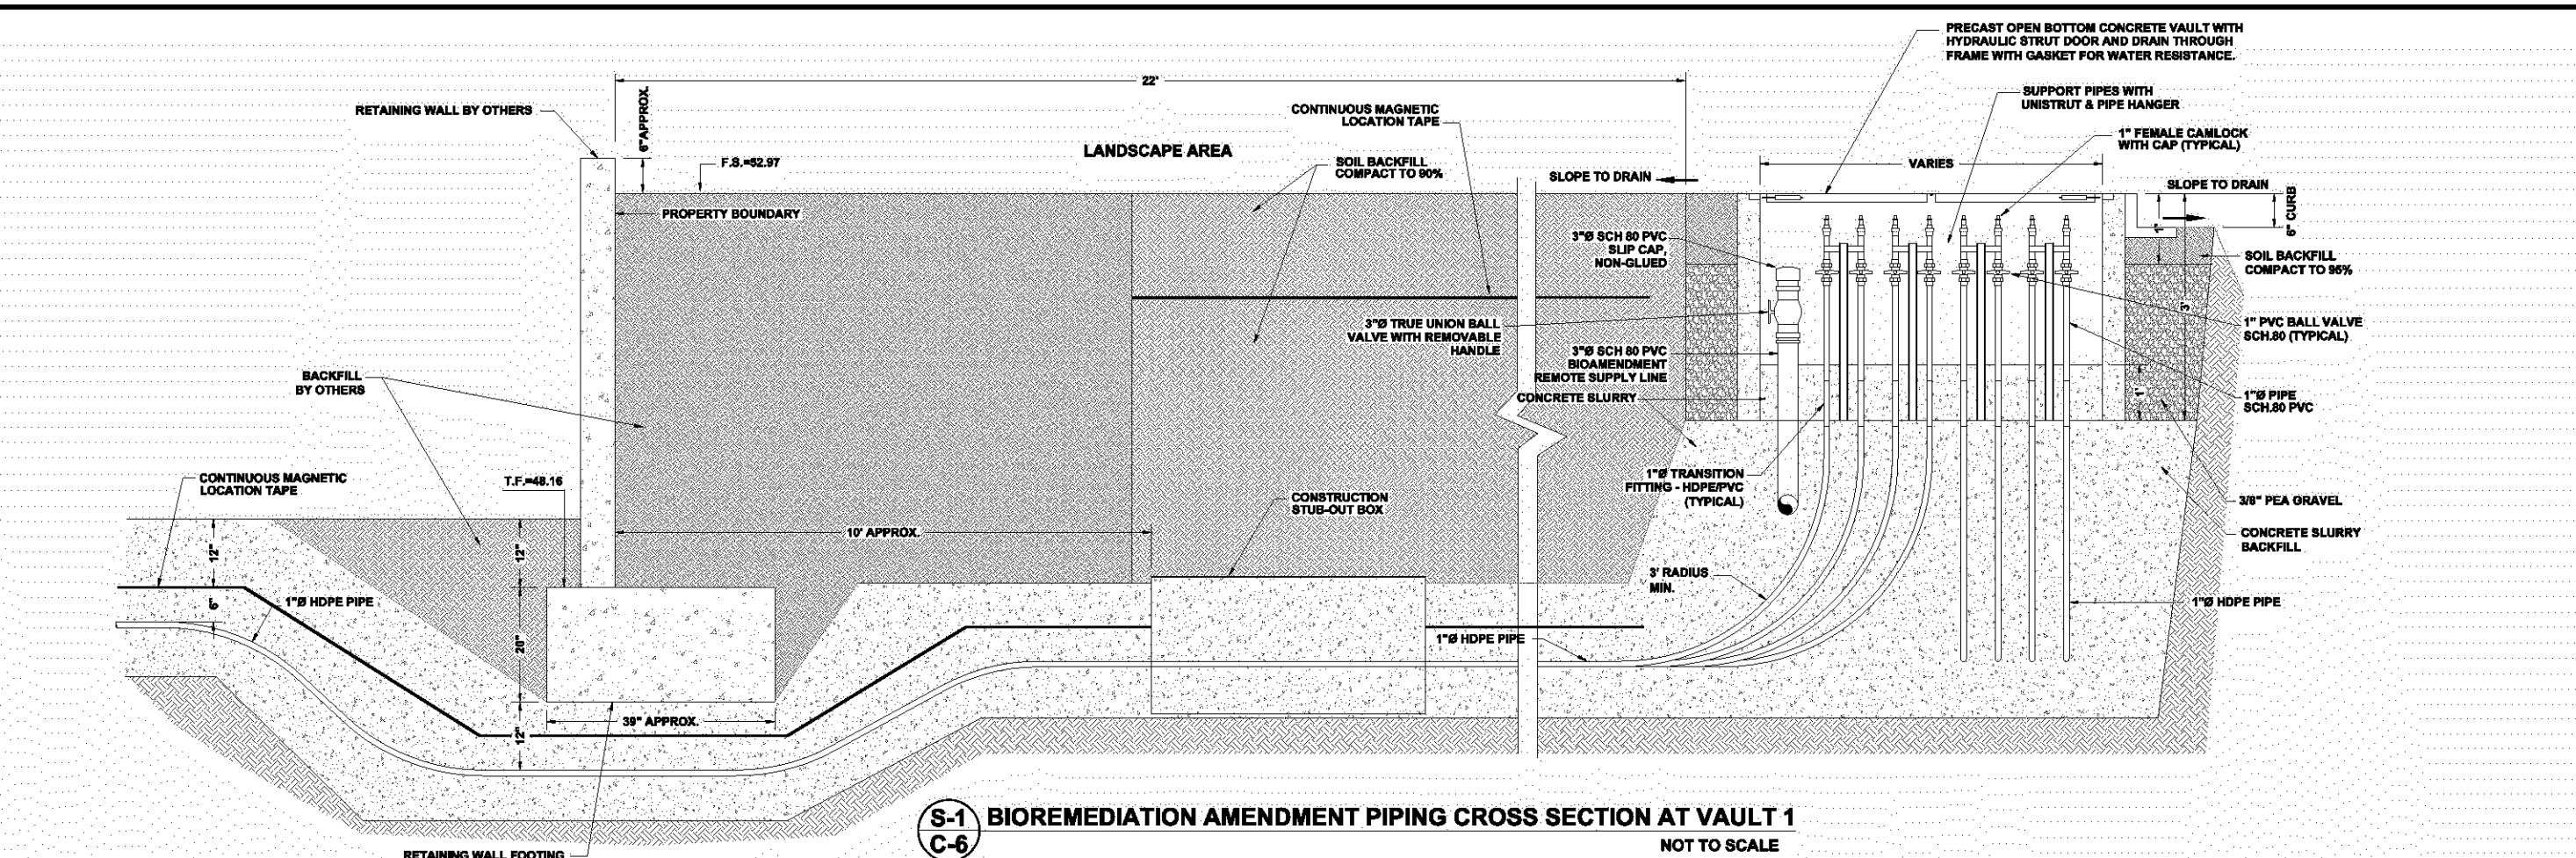 PRECAST OPEN BOTTOM CONCRETE VAULT WITH
HYDRAULIC STRUT DOOR AND DRAIN THROUGH
FRAME WITH GASKET FOR WATER RESISTANCE.
22'
RETAINING WALL BY OTHERS
6" APPROX.
CONTINUOUS MAGNETIC
LOCATION TAPE
SUPPORT PIPES WITH
UNISTRUT & PIPE HANGER
1" FEMALE CAMLOCK
WITH CAP (TYPICAL)
F.S.=52.97
LANDSCAPE AREA
SOIL BACKFILL
COMPACT TO 90%
VARIES
SLOPE TO DRAIN
SLOPE TO DRAIN
6" CURB
PROPERTY BOUNDARY
1'
3"Ø SCH 80 PVC
SLIP CAP,
NON-GLUED
SOIL BACKFILL
COMPACT TO 95%
3'
3"Ø TRUE UNION BALL
VALVE WITH REMOVABLE
HANDLE
1" PVC BALL VALVE
SCH.80 (TYPICAL)
3"Ø SCH 80 PVC
BIOAMENDMENT
REMOTE SUPPLY LINE
BACKFILL
BY OTHERS
CONCRETE SLURRY
1'
1"Ø PIPE
SCH.80 PVC
CONTINUOUS MAGNETIC
LOCATION TAPE
T.F.=48.16
1"Ø TRANSITION
FITTING - HDPE/PVC
(TYPICAL)
CONSTRUCTION
STUB-OUT BOX
3/8" PEA GRAVEL
10' APPROX.
CONCRETE SLURRY
BACKFILL
12"
12"
3' RADIUS
MIN.
6"
1"Ø HDPE PIPE
1"Ø HDPE PIPE
20"
1"Ø HDPE PIPE
39" APPROX.
12"
S-1
C-6
BIOREMEDIATION AMENDMENT PIPING CROSS SECTION AT VAULT 1
NOT TO SCALE
RETAINING WALL FOOTING